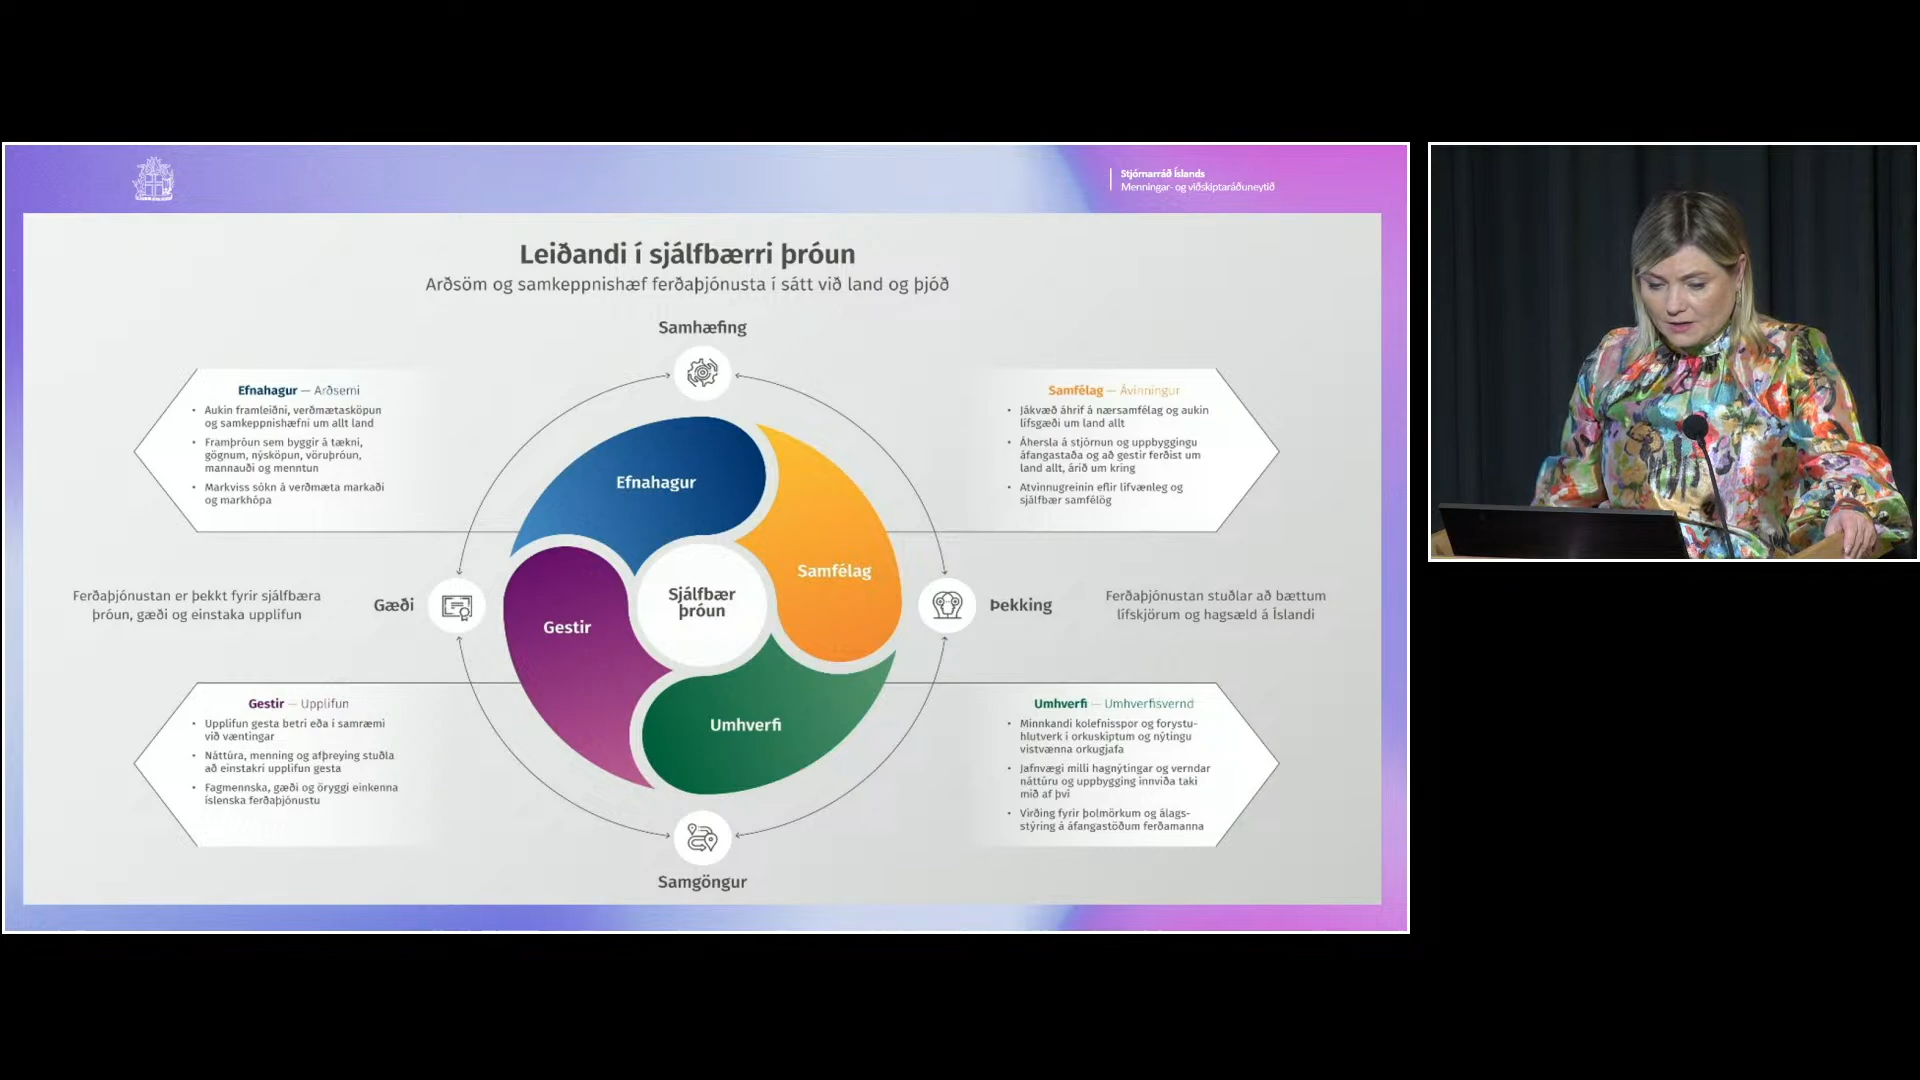 Stjórnarráð Íslands
Menningar- og viðskiptaráðuneytið
Leiðandi í sjálfbærri þróun
Arðsöm og samkeppnishæf ferðaþjónusta í sátt við land og þjóð
Samhæfing
Efnahagur — Arðsemi
• Aukin framleiðni, verðmætasköpun
og samkeppnishæfni um allt land
• Framþróun sem byggir á tækni,
gögnum, nýsköpun, vöruþróun,
mannauði og menntun
• Markviss sókn á verðmæta markaði
og markhópa
Samfélag — Ávinningur
• Jákvæð áhrif á nærsamfélag og aukin
lífsgæði um land allt
• Áhersla á stjórnun og uppbyggingu
áfangastaða og að gestir ferðist um
land allt, árið um kring
• Atvinnugreinin eflir lífvænleg og
sjálfbær samfélög
Efnahagur
Samfélag
Sjálfbær
þróun
Gestir
Umhverfi
Ferðaþjónustan er þekkt fyrir sjálfbæra
þróun, gæði og einstaka upplifun
Gæði
Þekking
Ferðaþjónustan stuðlar að bættum
lífskjörum og hagsæld á Íslandi
Gestir — Upplifun
• Upplifun gesta betri eða í samræmi
við væntingar
• Náttúra, menning og afþreying stuðla
að einstakri upplifun gesta
• Fagmennska, gæði og öryggi einkenna
íslenska ferðaþjónustu
Umhverfi — Umhverfisvernd
• Minnkandi kolefnisspor og forystu-
hlutverk í orkuskiptum og nýtingu
vistvænna orkugjafa
• Jafnvægi milli hagnýtingar og verndar
náttúru og uppbygging innviða taki
mið af því
• Virðing fyrir þolmörkum og álags-
stýring á áfangastöðum ferðamanna
Samgöngur